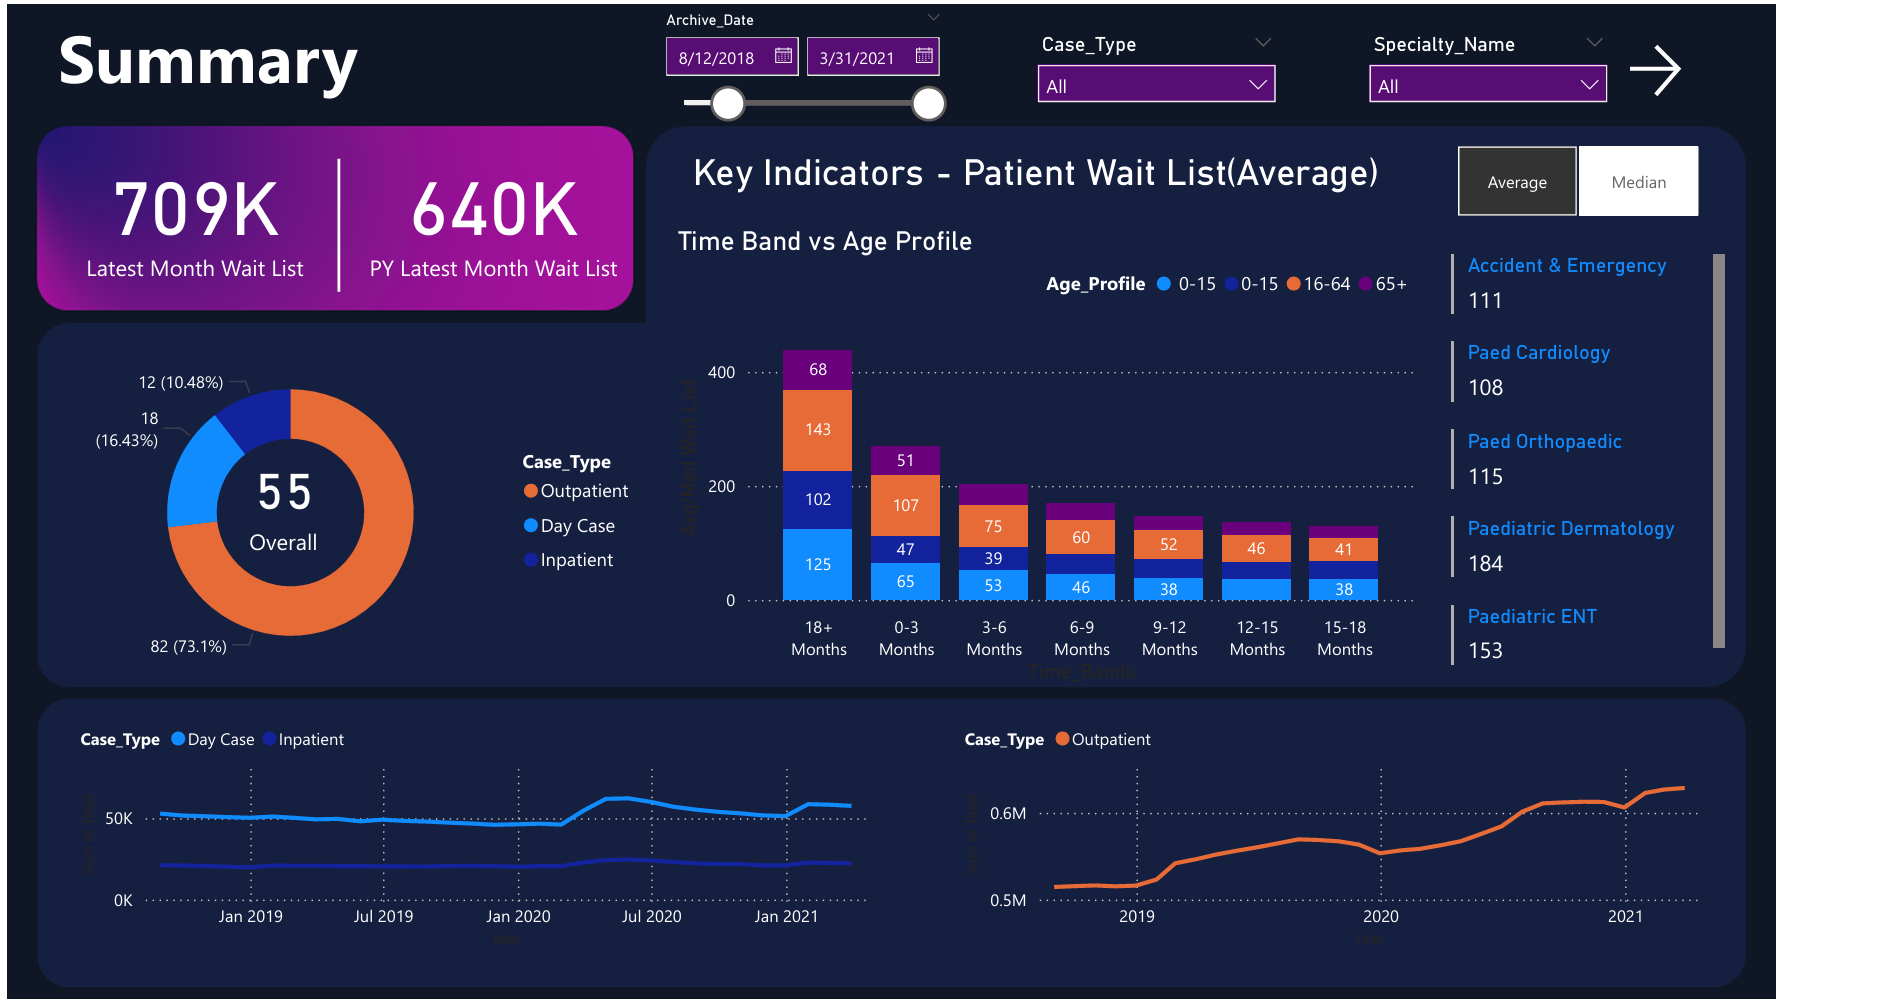 Summary
Archive_Date
8/12/2018
3/31/2021
Case_Type
All
Specialty_Name
All
709K
Latest Month Wait List
640K
PY Latest Month Wait List
Key Indicators - Patient Wait List(Average)
Average
Median
Time Band vs Age Profile
Age_Profile 0-15 0-15 16-64 65+
400
200
0
Avg/Med Wait List
68
143
102
125
51
107
47
65
75
39
53
60
46
52
38
46
41
38
18+
Months
0-3
Months
3-6
Months
6-9
Months
9-12
Months
12-15
Months
15-18
Months
Time_Bands
Accident & Emergency
111
Paed Cardiology
108
Paed Orthopaedic
115
Paediatric Dermatology
184
Paediatric ENT
153
12 (10.48%)
18
(16.43%)
55
Overall
82 (73.1%)
Case_Type
Outpatient
Day Case
Inpatient
Case_Type Day Case Inpatient
50K
0K
Jan 2019
Jul 2019
Jan 2020
Jul 2020
Jan 2021
Year
Case_Type Outpatient
0.6M
0.5M
2019
2020
2021
Year